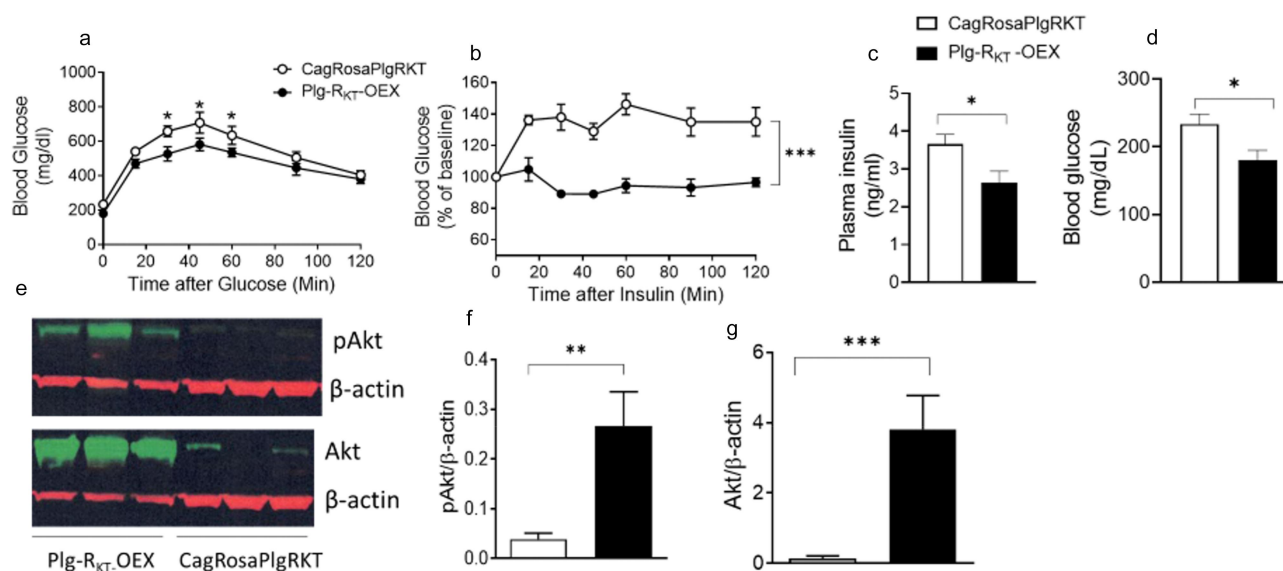 CagRosaPlgRKT
Plg-RKT-OEX
a
1000
800
600
400
200
0
Blood Glucose
(mg/dl)
CagRosaPlgRKT
Plg-RKT-OEX
* * *
0 20 40 60 80 100 120
Time after Glucose (Min)
b
140
120
100
80
60
Blood Glucose
(% of baseline)
***
0 20 40 60 80 100 120
Time after Insulin (Min)
c
5
4
3
2
1
0
Plasma insulin
(ng/ml)
*
d
300
200
100
0
Blood glucose
(mg/dL)
*
e
pAkt
β-actin
Akt
β-actin
Plg-RKT-OEX CagRosaPlgRKT
f
0.4
0.3
0.2
0.1
0.0
pAkt/β-actin
**
g
6
4
2
0
Akt/β-actin
***